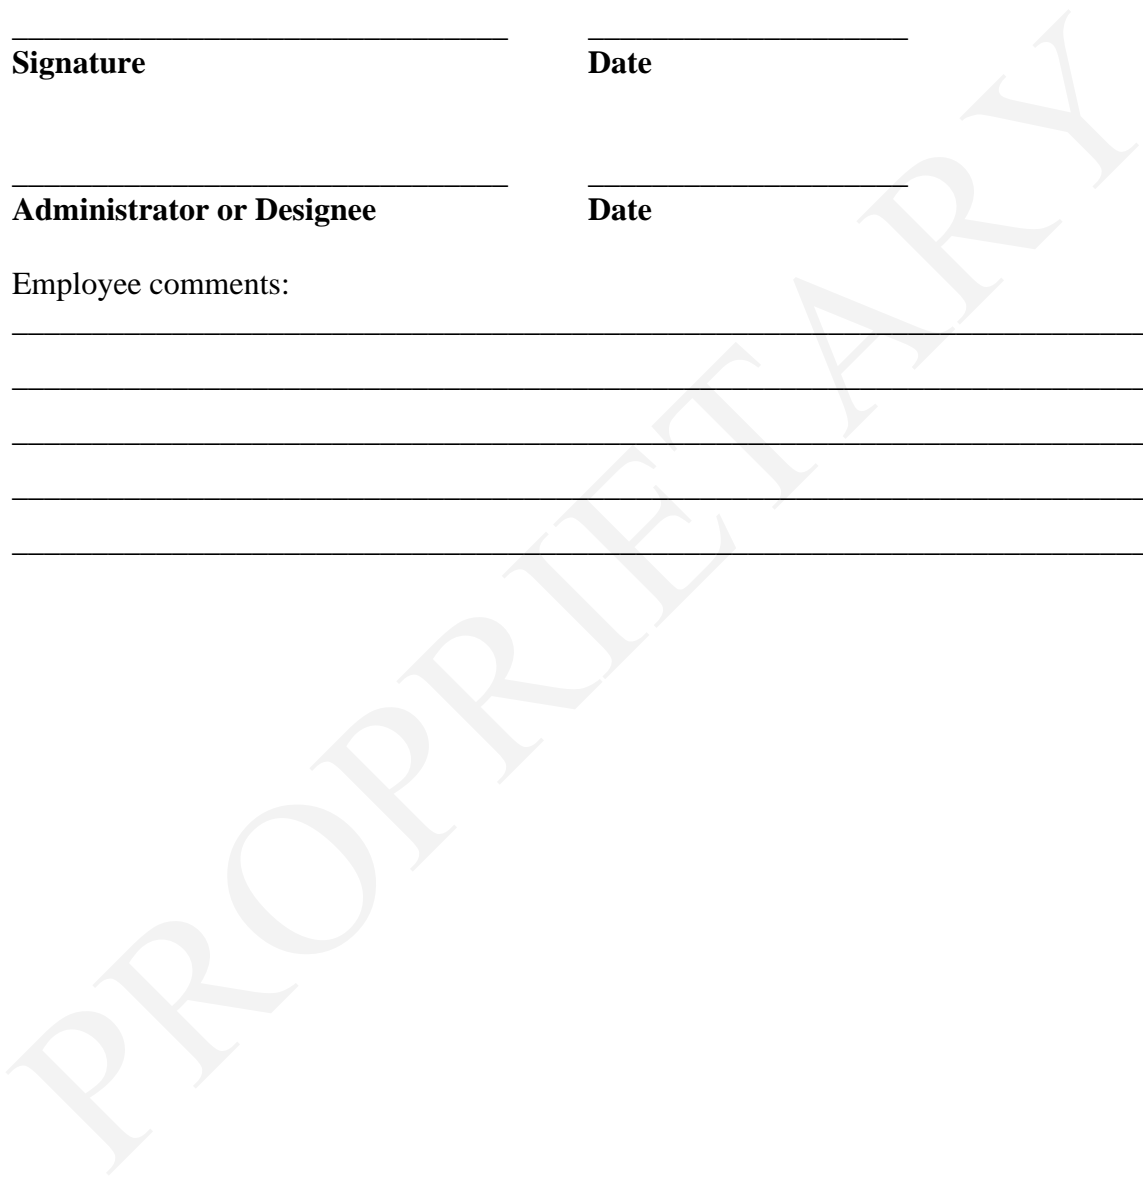 Signature Date
Administrator or Designee Date
Employee comments:
PROPRIETARY